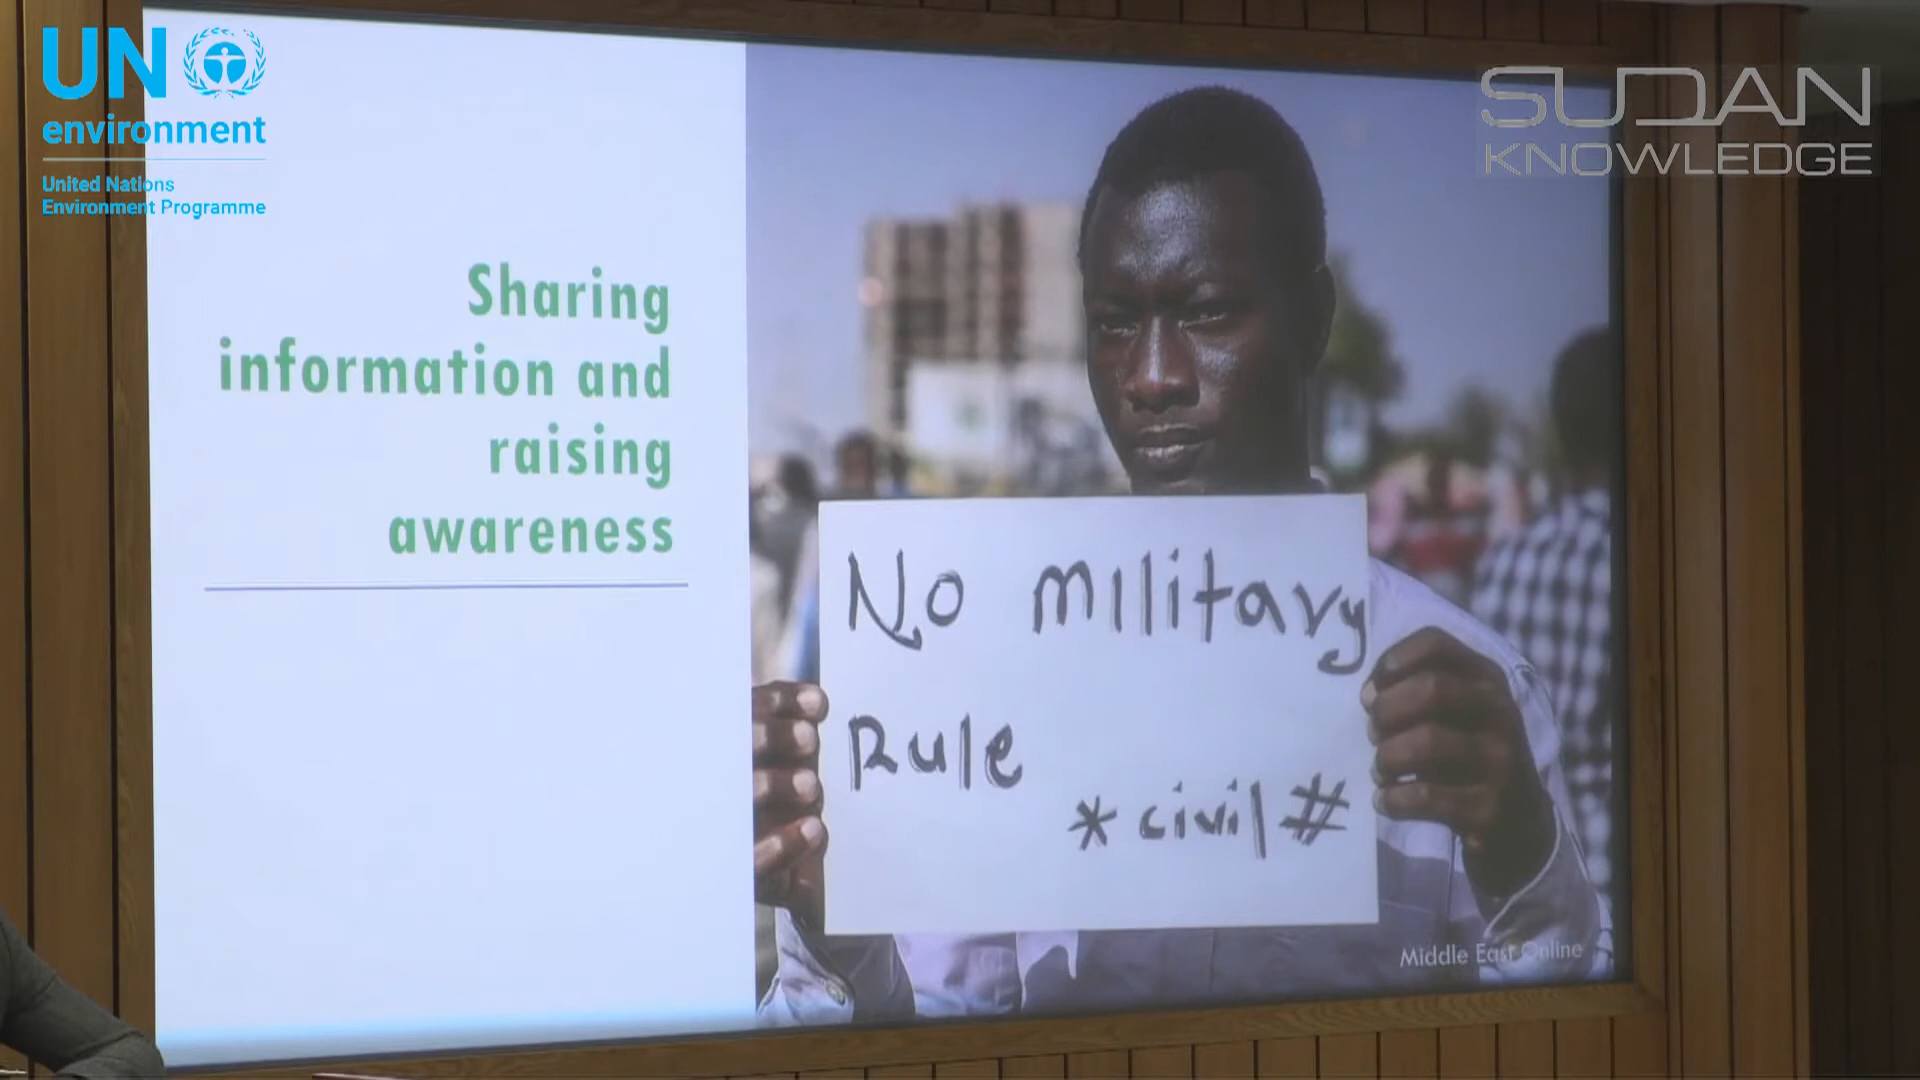 UN
environment
United Nations
Environment Programme
SUDAN
KNOWLEDGE
Sharing
information and
raising
awareness
No military
Rule
*civil#
Middle East Online